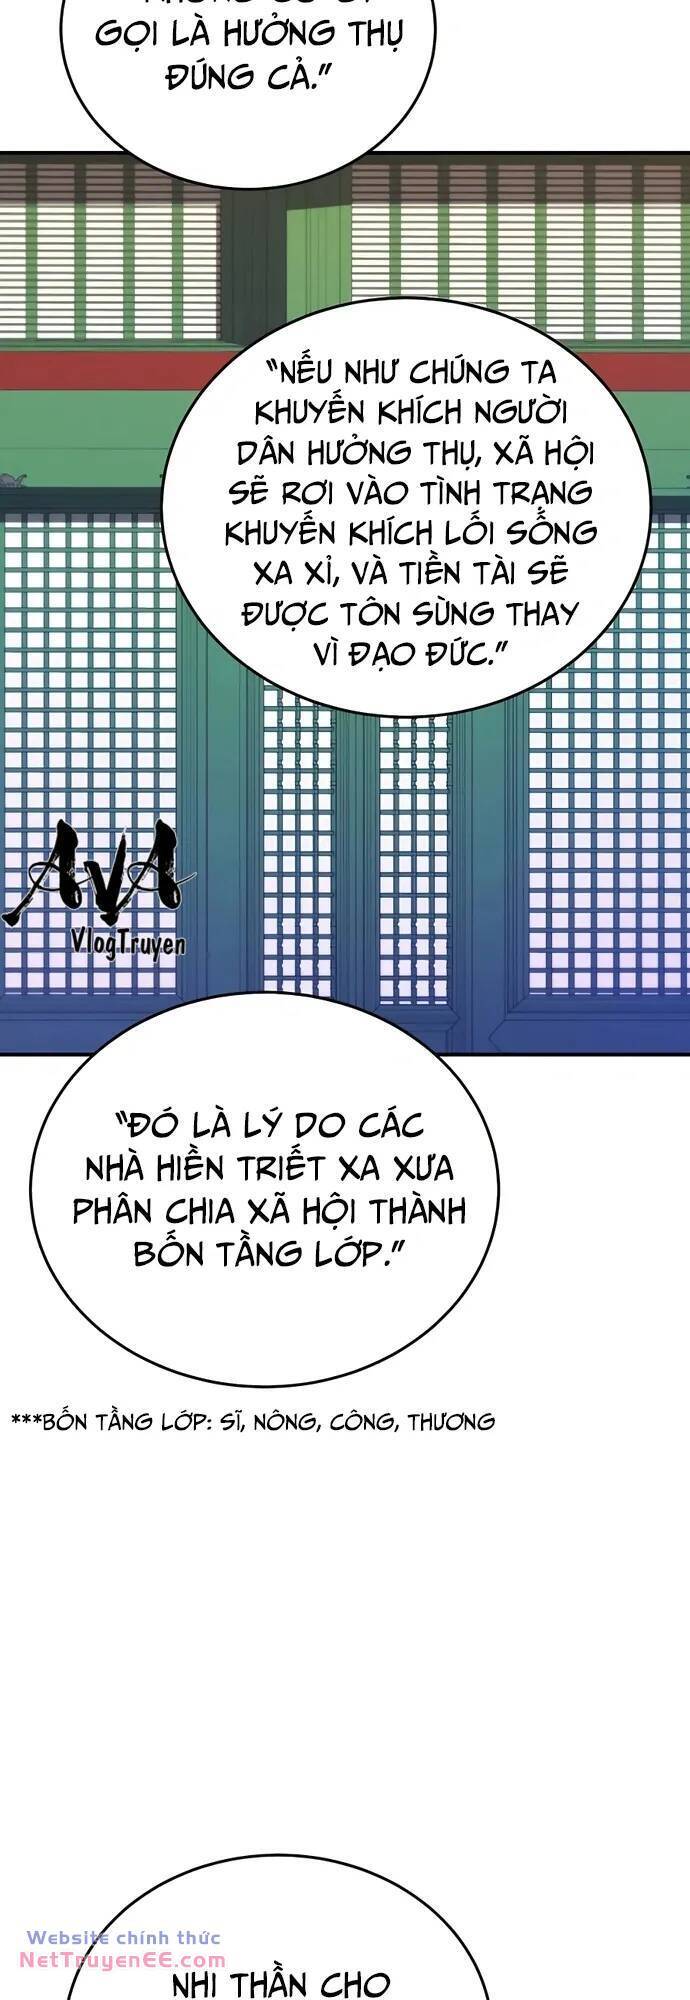 GỌI LÀ HƯỞNG THỤ
ĐÚNG CẢ."
"NẾU NHƯ CHÚNG TA
KHUYẾN KHÍCH NGƯỜI
DÂN HƯỞNG THỤ, XÃ HỘI
SẼ RƠI VÀO TÌNH TRẠNG
KHUYẾN KHÍCH LỐI SỐNG
XA XỈ, VÀ TIỀN TÀI SẼ
ĐƯỢC TÔN SÙNG THAY
VÌ ĐẠO ĐỨC."
AVA
VlogTruyen
"ĐÓ LÀ LÝ DO CÁC
NHÀ HIỀN TRIẾT XA XƯA
PHÂN CHIA XÃ HỘI THÀNH
BỐN TẦNG LỚP."
***BỐN TẦNG LỚP: SĨ, NÔNG, CÔNG, THƯƠNG
Website chính thức
NetTruyenEE.com
NHI THẦN CHO